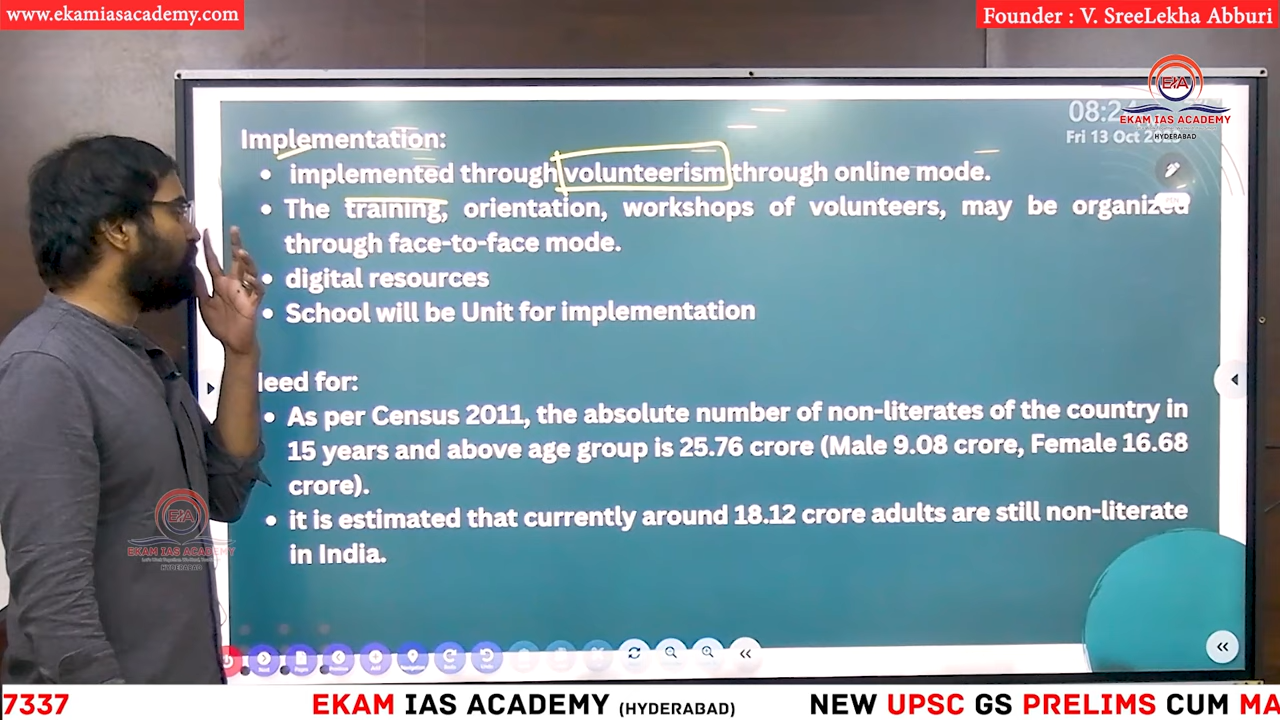 www.ekamiasacademy.com
Founder : V. SreeLekha Abburi
EKAM IAS ACADEMY
HYDERABAD
Fri 13 Oct
Implementation:
• implemented through volunteerism through online mode.
• The training, orientation, workshops of volunteers, may be organized
through face-to-face mode.
• digital resources
• School will be Unit for implementation
eed for:
• As per Census 2011, the absolute number of non-literates of the country in
15 years and above age group is 25.76 crore (Male 9.08 crore, Female 16.68
crore).
• it is estimated that currently around 18.12 crore adults are still non-literate
in India.
EKAM IAS ACADEMY
HYDERABAD
7337 EKAM IAS ACADEMY (HYDERABAD) NEW UPSC GS PRELIMS CUM MA